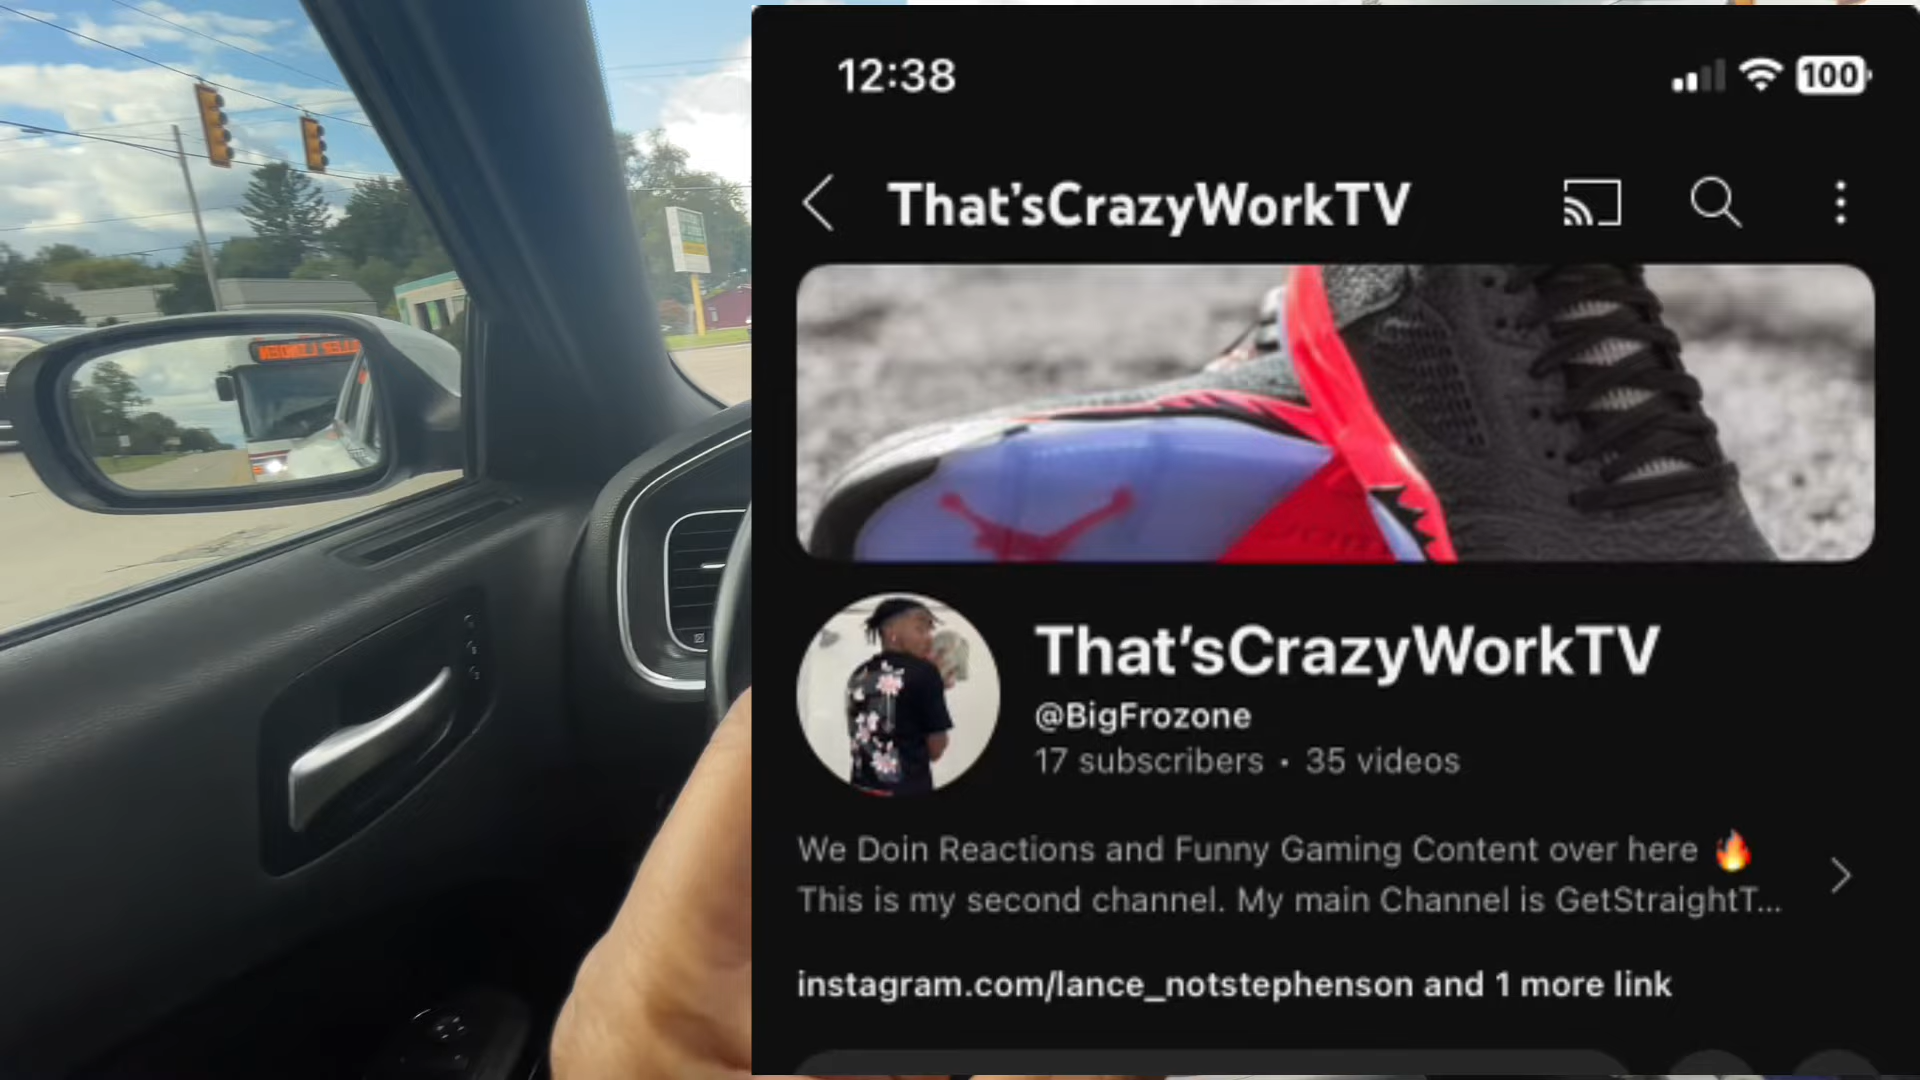 12:38
100
That'sCrazyWorkTV
That'sCrazyWorkTV
@BigFrozone
17 subscribers • 35 videos
We Doin Reactions and Funny Gaming Content over here 🔥
This is my second channel. My main Channel is GetStraightT...
instagram.com/lance_notstephenson and 1 more link